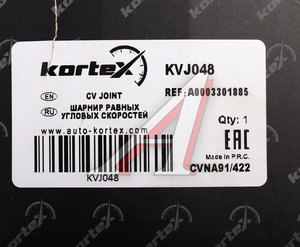 kortex
KVJ048
EN CV JOINT
REF: A0003301885
RU ШАРНИР РАВНЫХ
УГЛОВЫХ СКОРОСТЕЙ
www.auto-kortex.com
Qty: 1
EAC
Made in P.R.C.
KVJ048
CVNA91/422